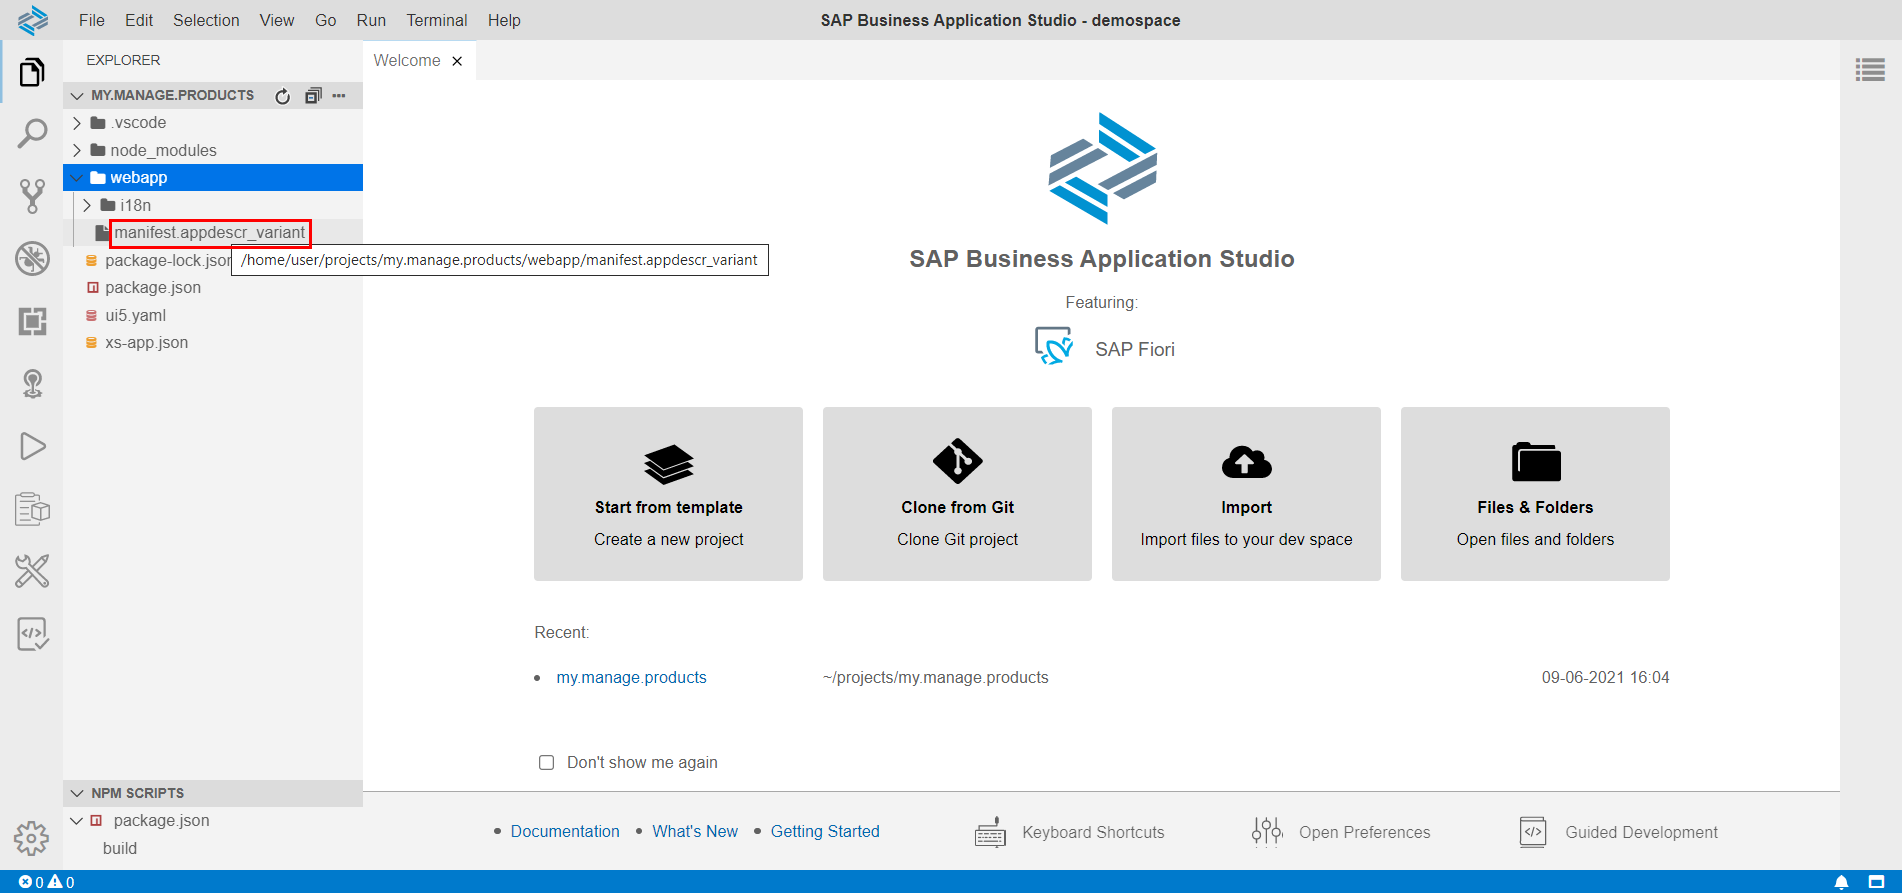 File Edit Selection View Go Run Terminal Help
SAP Business Application Studio - demospace
EXPLORER
Welcome
MY.MANAGE.PRODUCTS
.vscode
node_modules
webapp
i18n
manifest.appdescr_variant
package-lock.json
/home/user/projects/my.manage.products/webapp/manifest.appdescr_variant
package.json
ui5.yaml
xs-app.json
SAP Business Application Studio
Featuring:
SAP Fiori
Start from template
Create a new project
Clone from Git
Clone Git project
Import
Import files to your dev space
Files & Folders
Open files and folders
Recent:
• my.manage.products ~/projects/my.manage.products 09-06-2021 16:04
Don't show me again
NPM SCRIPTS
package.json
build
• Documentation • What's New • Getting Started
Keyboard Shortcuts
Open Preferences
Guided Development
0 0